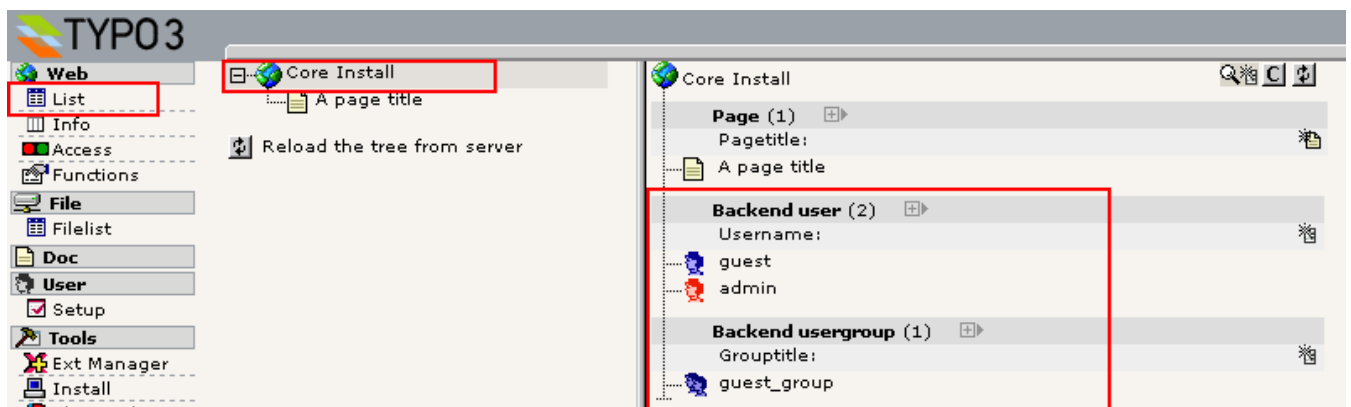 TYPO3
Web
List
Info
Access
Functions
File
Filelist
Doc
User
Setup
Tools
Ext Manager
Install
Core Install
A page title
Reload the tree from server
Core Install
C
Page (1)
Pagetitle:
A page title
Backend user (2)
Username:
guest
admin
Backend usergroup (1)
Grouptitle:
guest_group